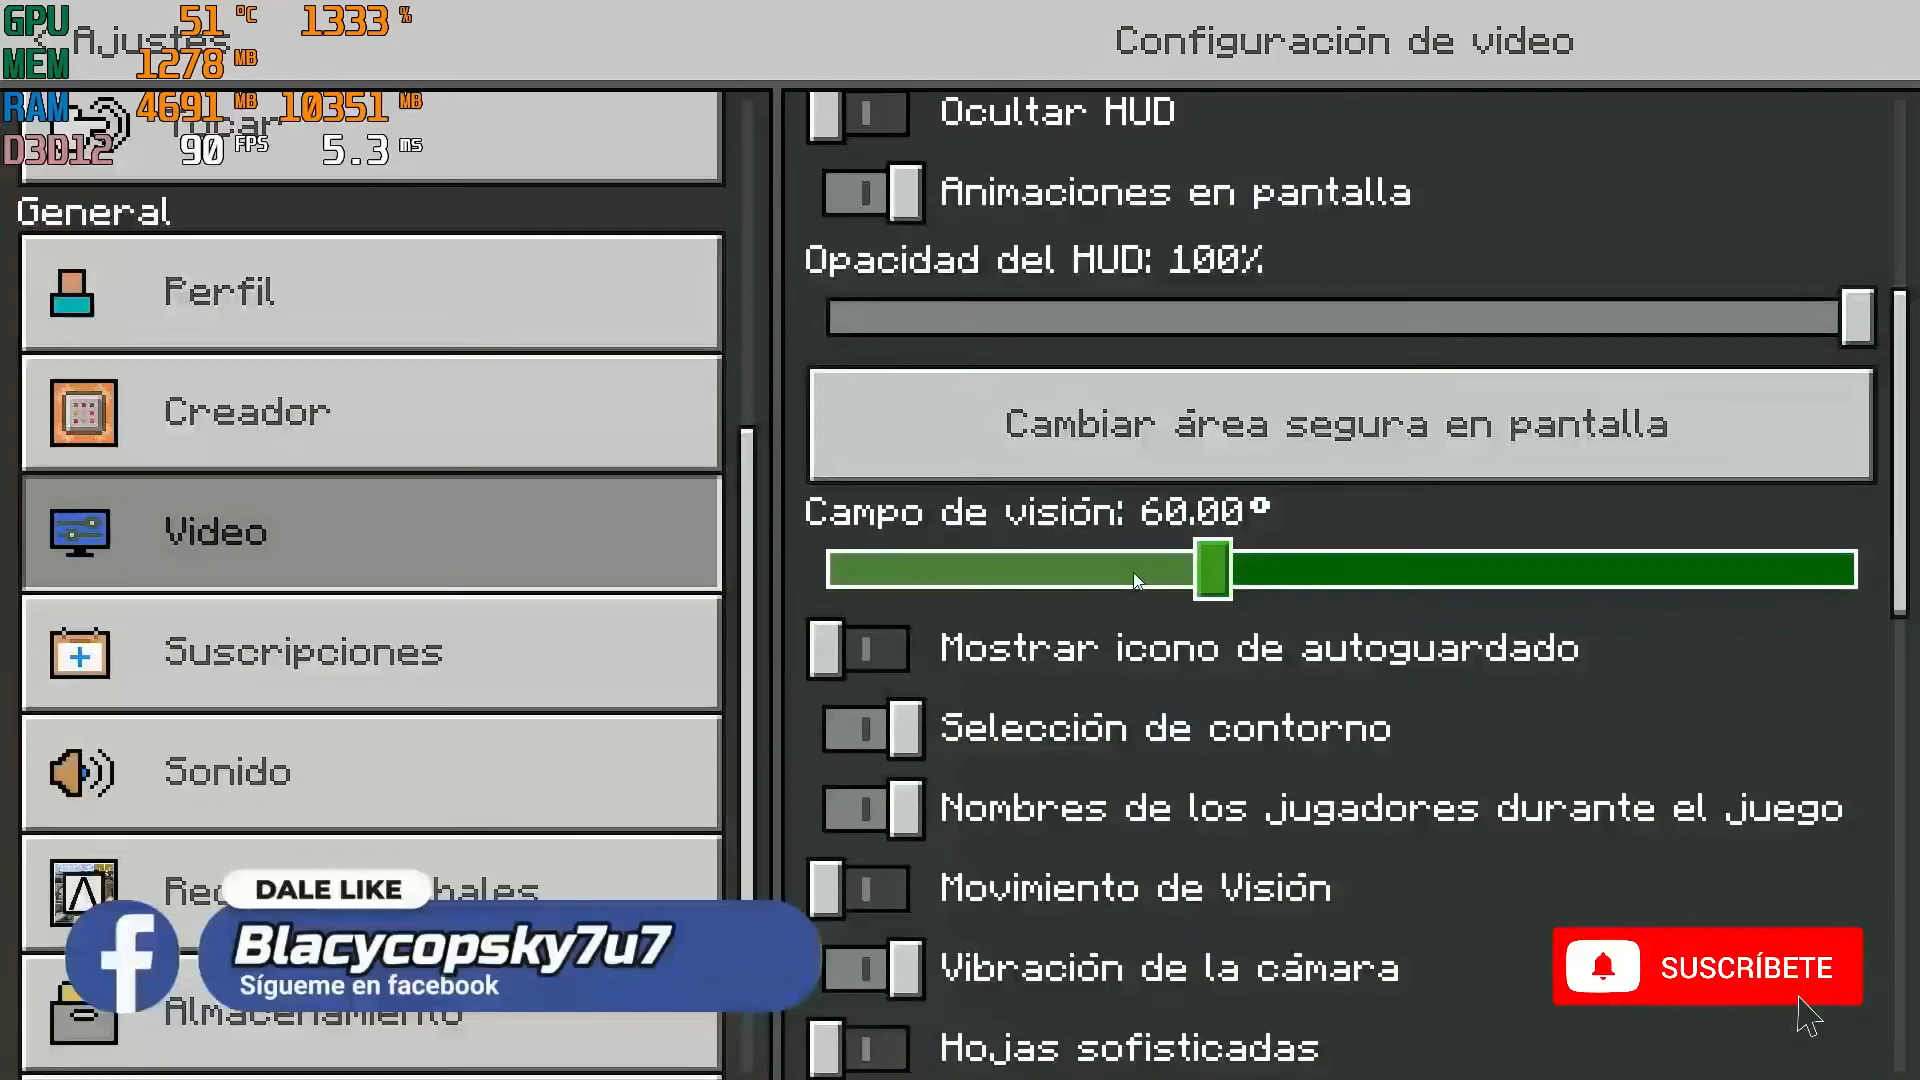 GPU 51 °C 1333 %
MEM 1278 MB
RAM 4691 MB 10351 MB
D3D12 90 FPS 5.3 ms
Ajustes
Configuración de video
Tocar
General
Perfil
Creador
Video
Suscripciones
Sonido
Almacenamiento
Ocultar HUD
Animaciones en pantalla
Opacidad del HUD: 100%
Cambiar área segura en pantalla
Campo de visión: 60.00°
Mostrar icono de autoguardado
Selección de contorno
Nombres de los jugadores durante el juego
Movimiento de Visión
Vibración de la cámara
Hojas sofisticadas
DALE LIKE
Blacycopsky7u7
Sígueme en facebook
SUSCRÍBETE